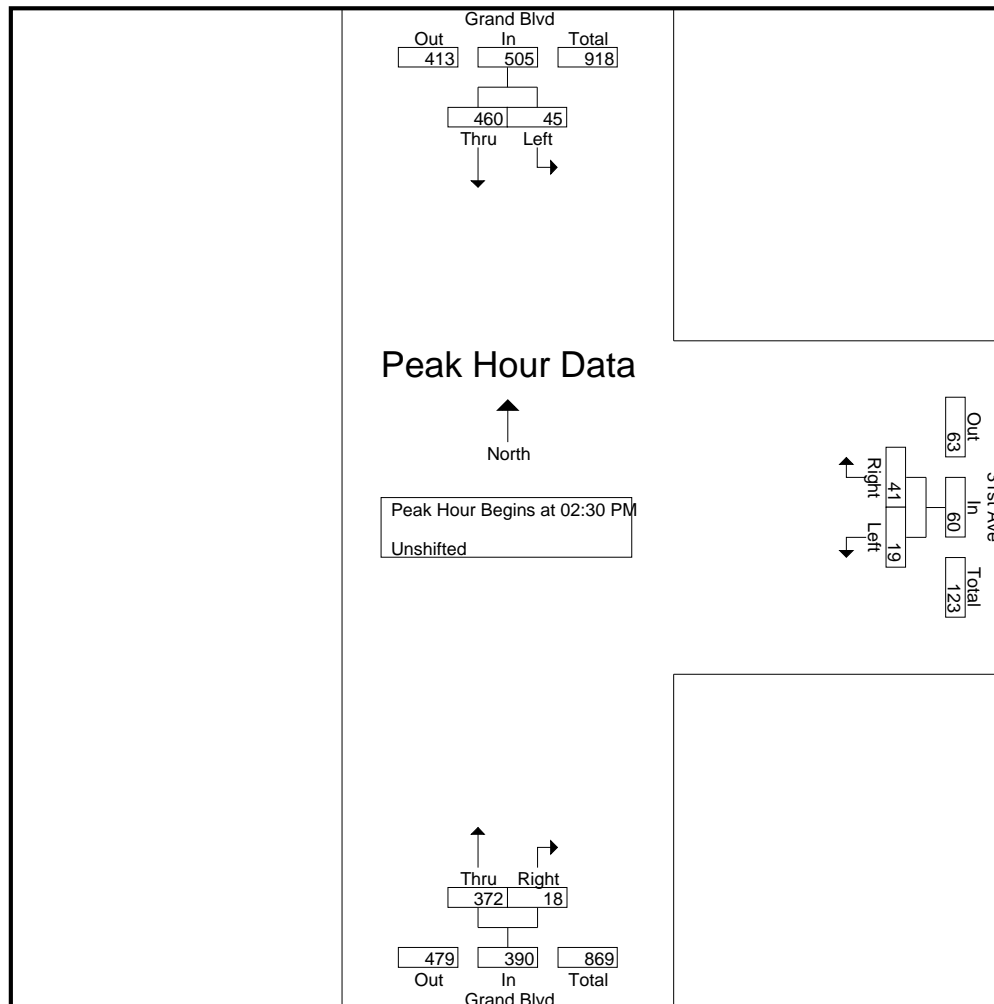 Grand Blvd
Out In Total
413 505 918
460 45
Thru Left
Peak Hour Data
North
Peak Hour Begins at 02:30 PM
Unshifted
Out In Total
63 60 123
41 19
Right Left
Thru Right
372 18
479 390 869
Out In Total
Grand Blvd